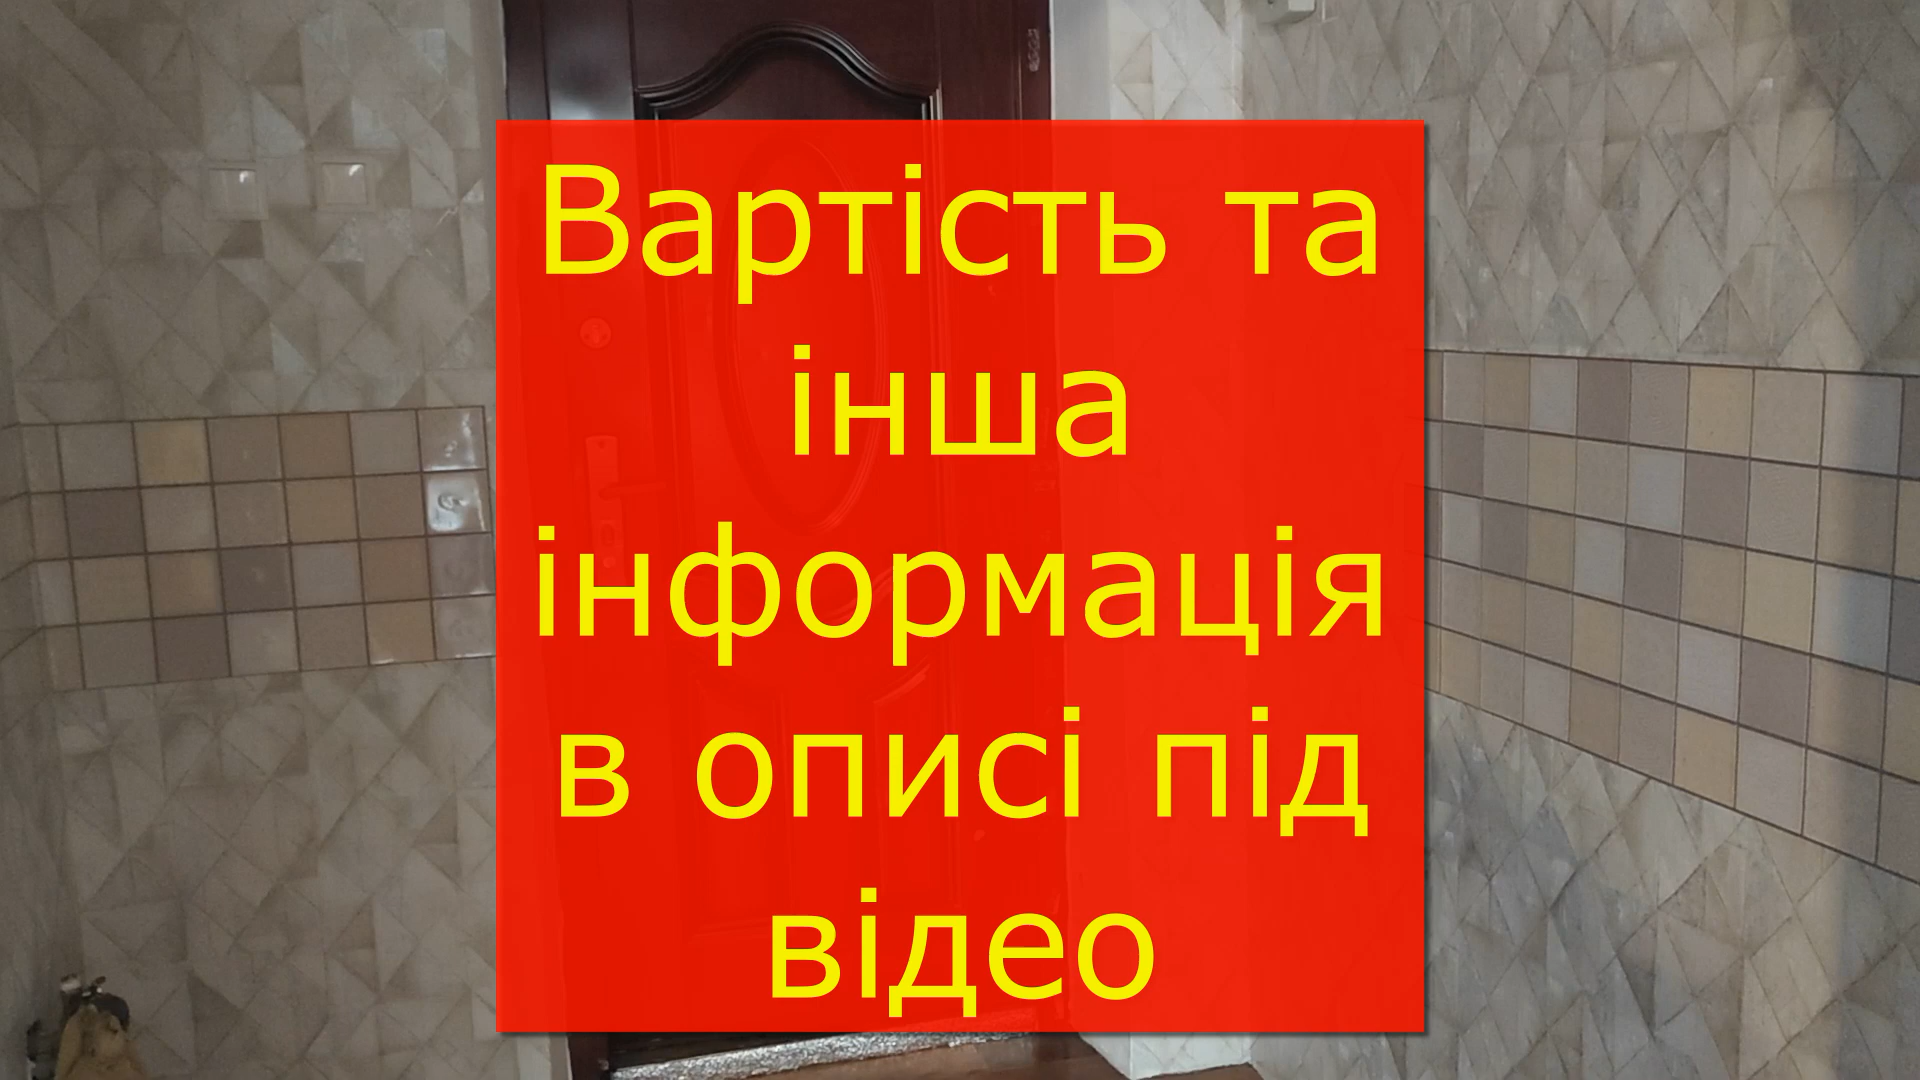 Вартість та
інша
інформація
в описі під
відео